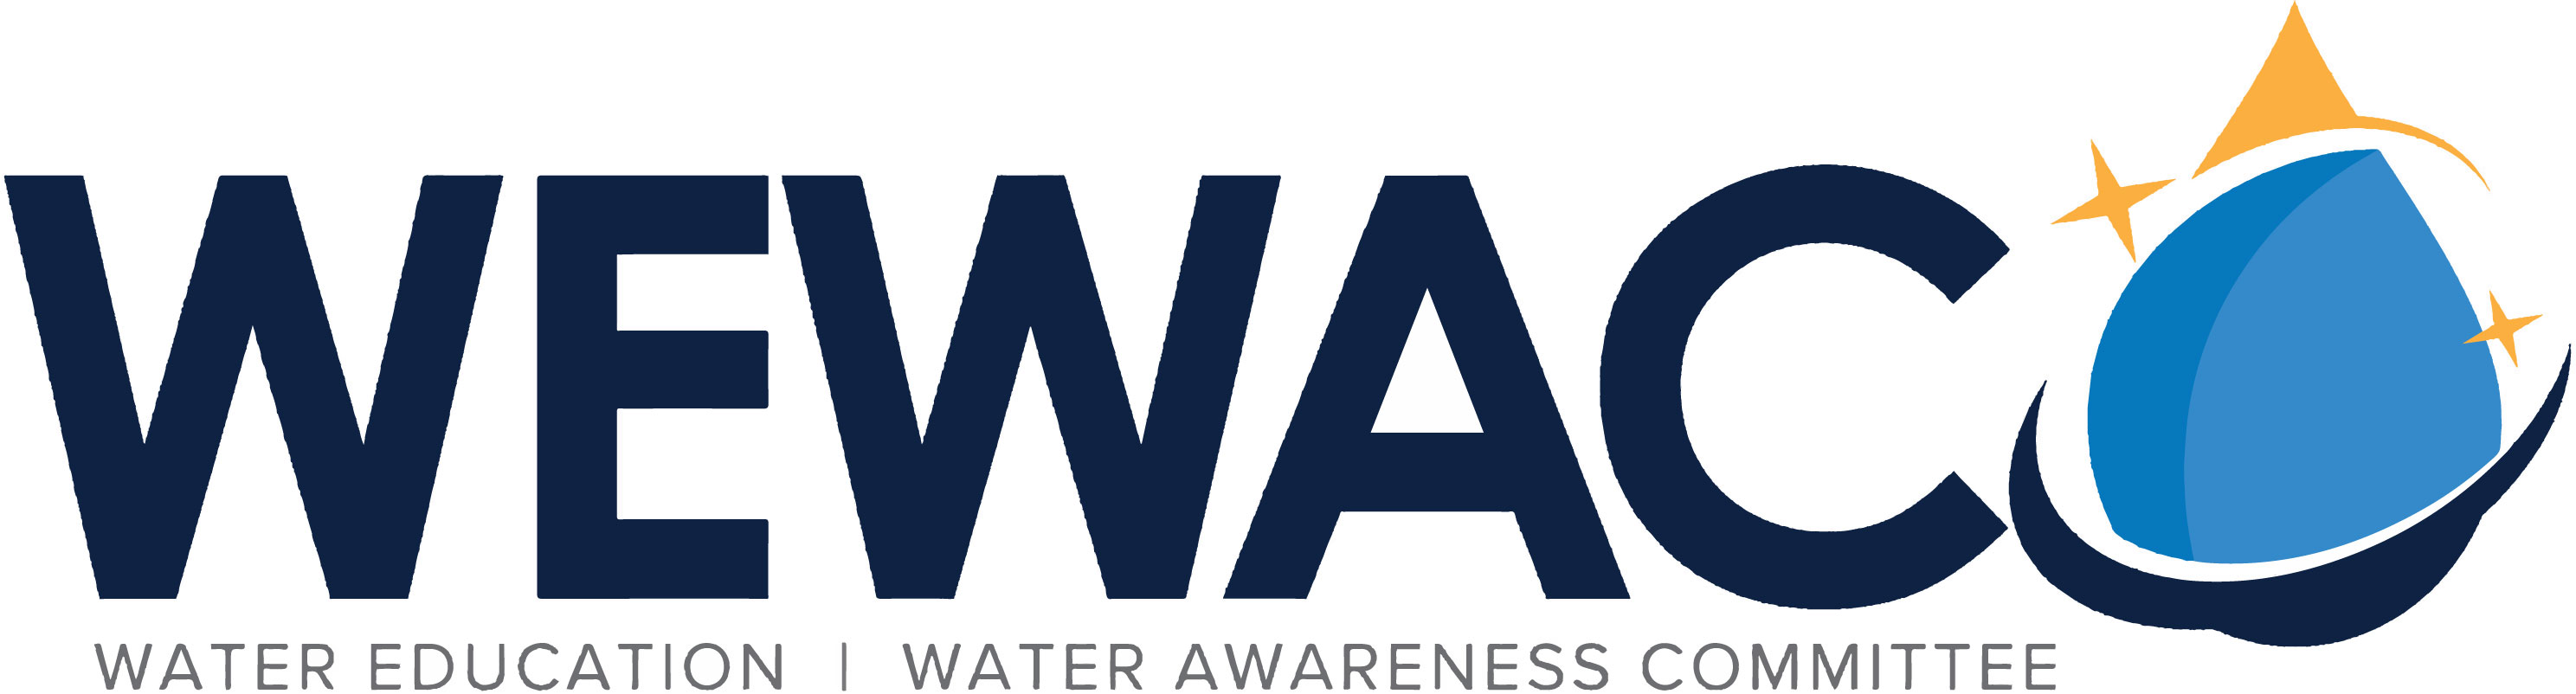 WEWAC
WATER EDUCATION | WATER AWARENESS COMMITTEE